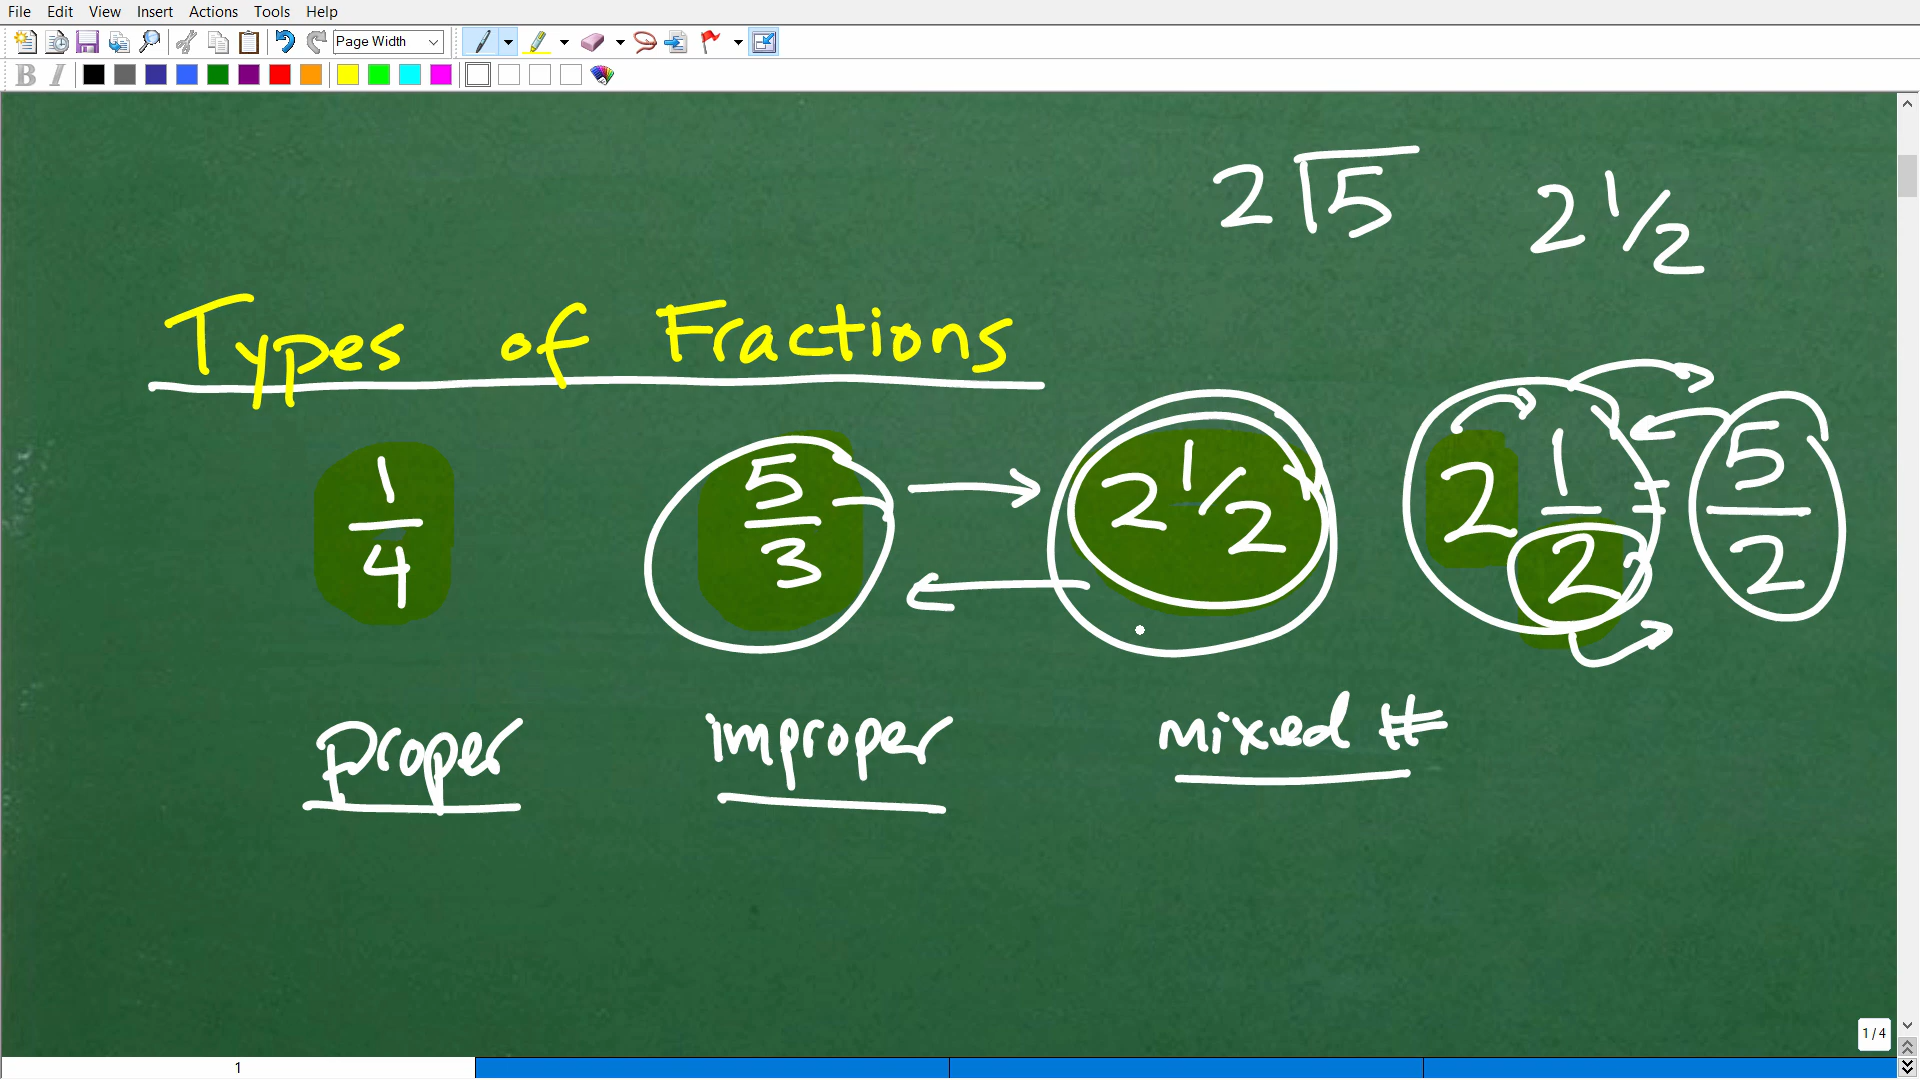 File Edit View Insert Actions Tools Help
Page Width
B I
2 5 2 1/2
Types of Fractions
1/4 5/3 2 1/2 2 1/2 = 5/2
proper improper mixed #
1/4
1